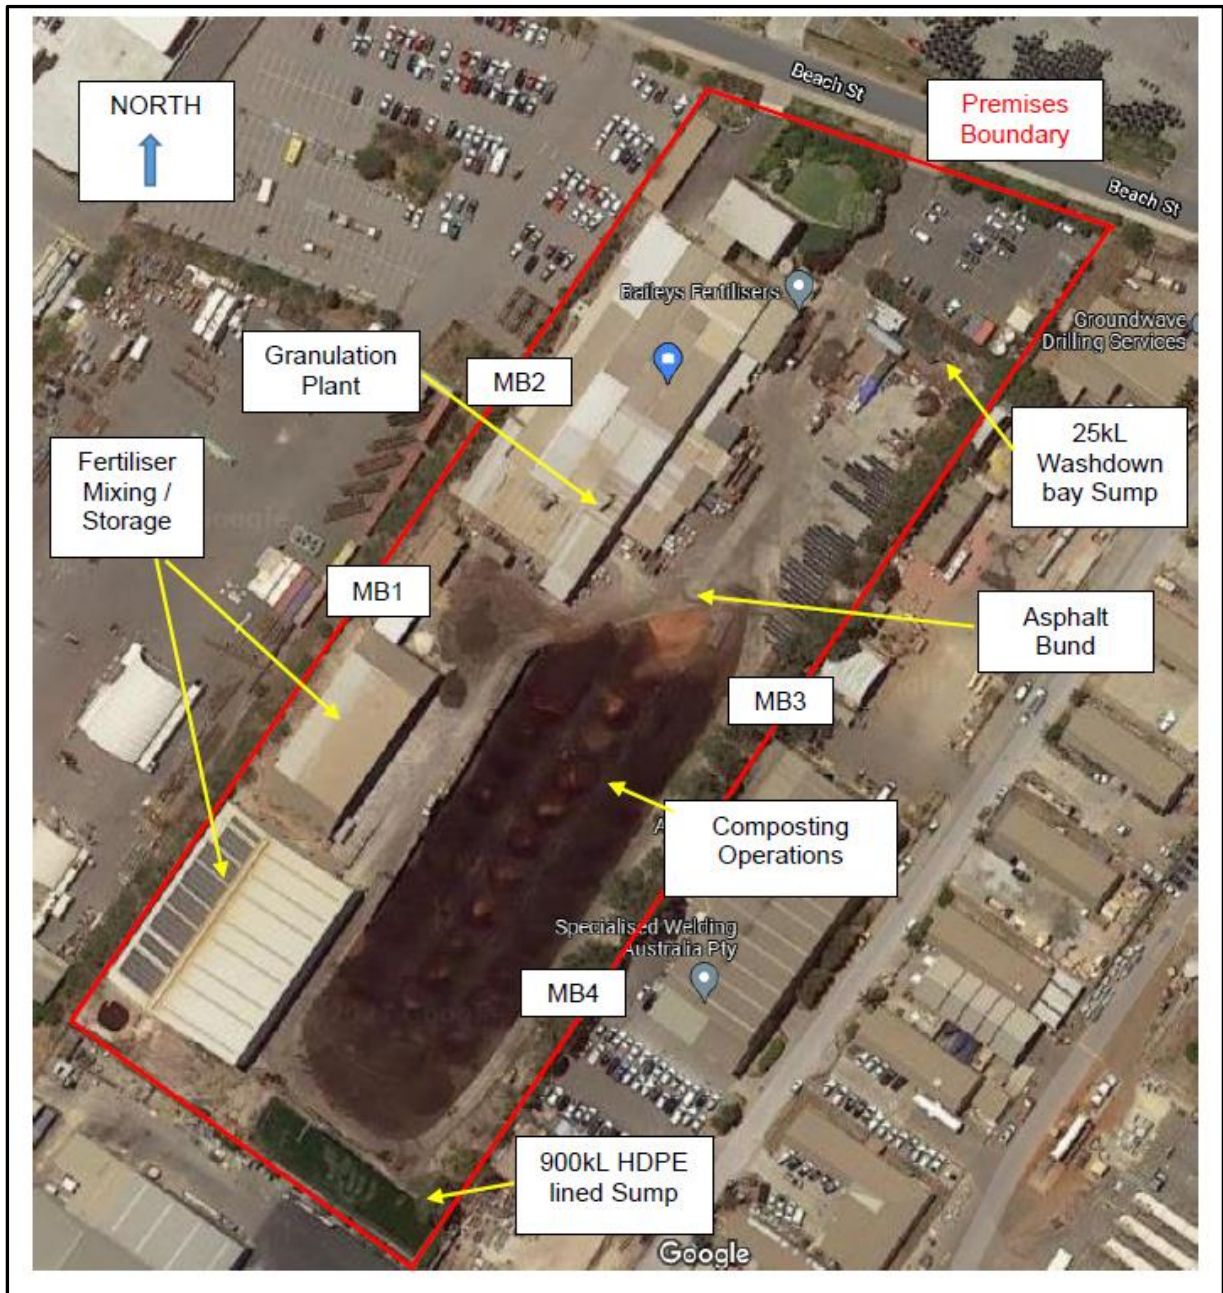 Beach St
NORTH
Premises
Boundary
Beach St
Baileys Fertilisers
Groundwave
Drilling Services
Granulation
Plant
MB2
25kL
Washdown
bay Sump
Fertiliser
Mixing /
Storage
MB1
Asphalt
Bund
MB3
Composting
Operations
Specialised Welding
Australia Pty
MB4
900kL HDPE
lined Sump
Google